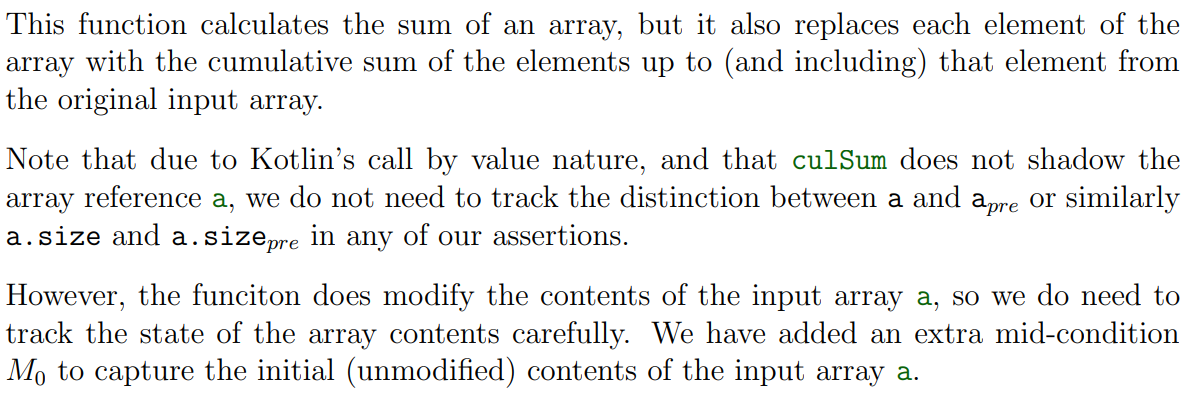 This function calculates the sum of an array, but it also replaces each element of the
array with the cumulative sum of the elements up to (and including) that element from
the original input array.
Note that due to Kotlin's call by value nature, and that culSum does not shadow the
array reference a, we do not need to track the distinction between a and a_pre or similarly
a.size and a.size_pre in any of our assertions.
However, the funciton does modify the contents of the input array a, so we do need to
track the state of the array contents carefully. We have added an extra mid-condition
M₀ to capture the initial (unmodified) contents of the input array a.